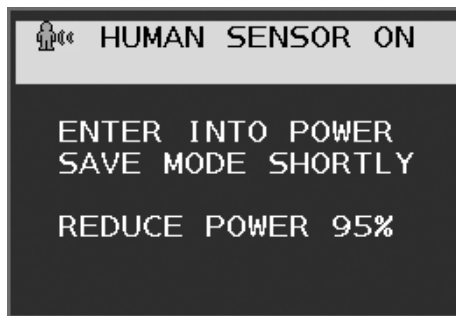 HUMAN SENSOR ON
ENTER INTO POWER
SAVE MODE SHORTLY
REDUCE POWER 95%